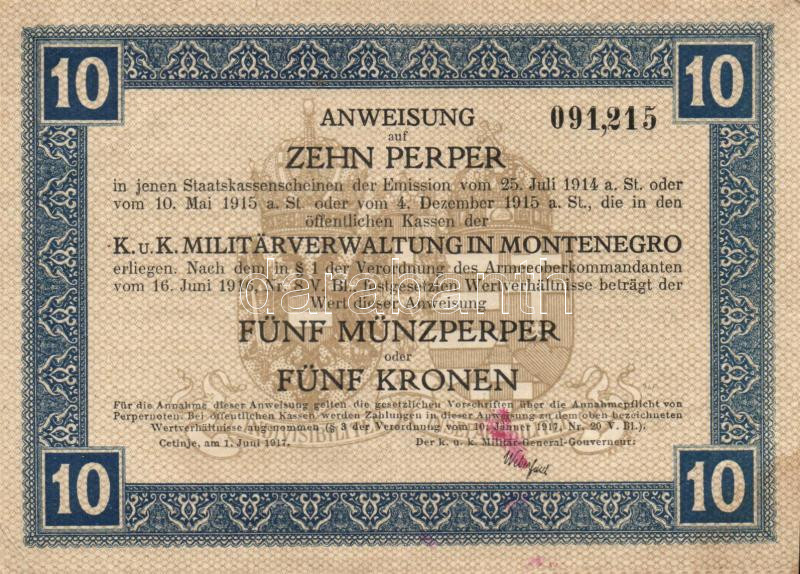 10 10
ANWEISUNG 091,215
auf
ZEHN PERPER
in jenen Staatskassenscheinen der Emission vom 25. Juli 1914 a. St. oder
vom 10. Mai 1915 a. St. oder vom 4. Dezember 1915 a. St., die in den
öffentlichen Kassen der
K. u. K. MILITÄRVERWALTUNG IN MONTENEGRO
erliegen. Nach dem in § 1 der Verordnung des Armeeoberkommandanten
vom 16. Juni 1916, Nr. V. Bl. festgesetzten Wertverhältnisse beträgt der
Wert dieser Anweisung
darabanth
FÜNF MÜNZPERPER
oder
FÜNF KRONEN
Für die Annahme dieser Anweisung gelten die gesetzlichen Vorschriften über die Annahmepflicht von
Perpernoten. Bei öffentlichen Kassen werden Zahlungen in dieser Anweisung zu dem oben bezeichneten
Wertverhältnisse angenommen (§ 3 der Verordnung vom 10. Jänner 1917, Nr. 20 V. Bl.).
Cetinje, am 1. Juni 1917. Der k. u. k. Militär-General-Gouverneur:
10 10